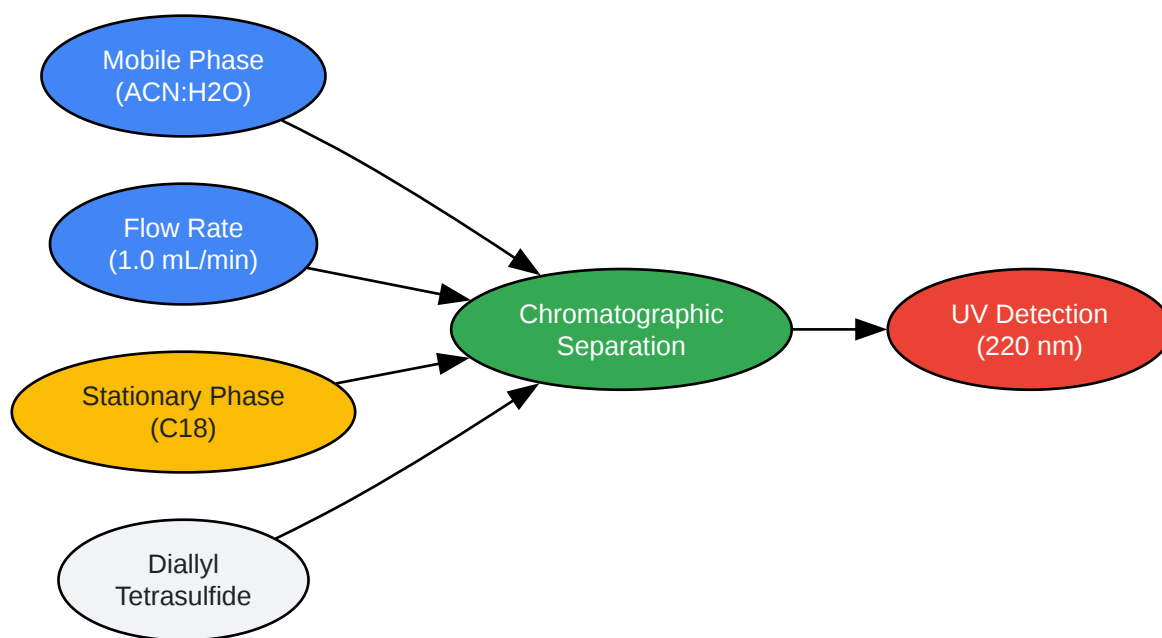 Mobile Phase
(ACN:H2O)
Flow Rate
(1.0 mL/min)
Stationary Phase
(C18)
Diallyl
Tetrasulfide
Chromatographic
Separation
UV Detection
(220 nm)